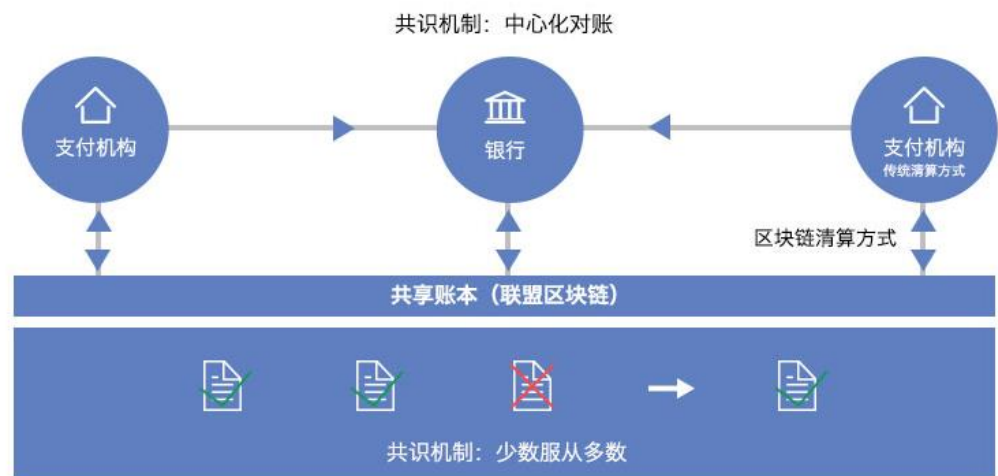 共识机制：中心化对账
支付机构
银行
支付机构
传统清算方式
区块链清算方式
共享账本（联盟区块链）
共识机制：少数服从多数